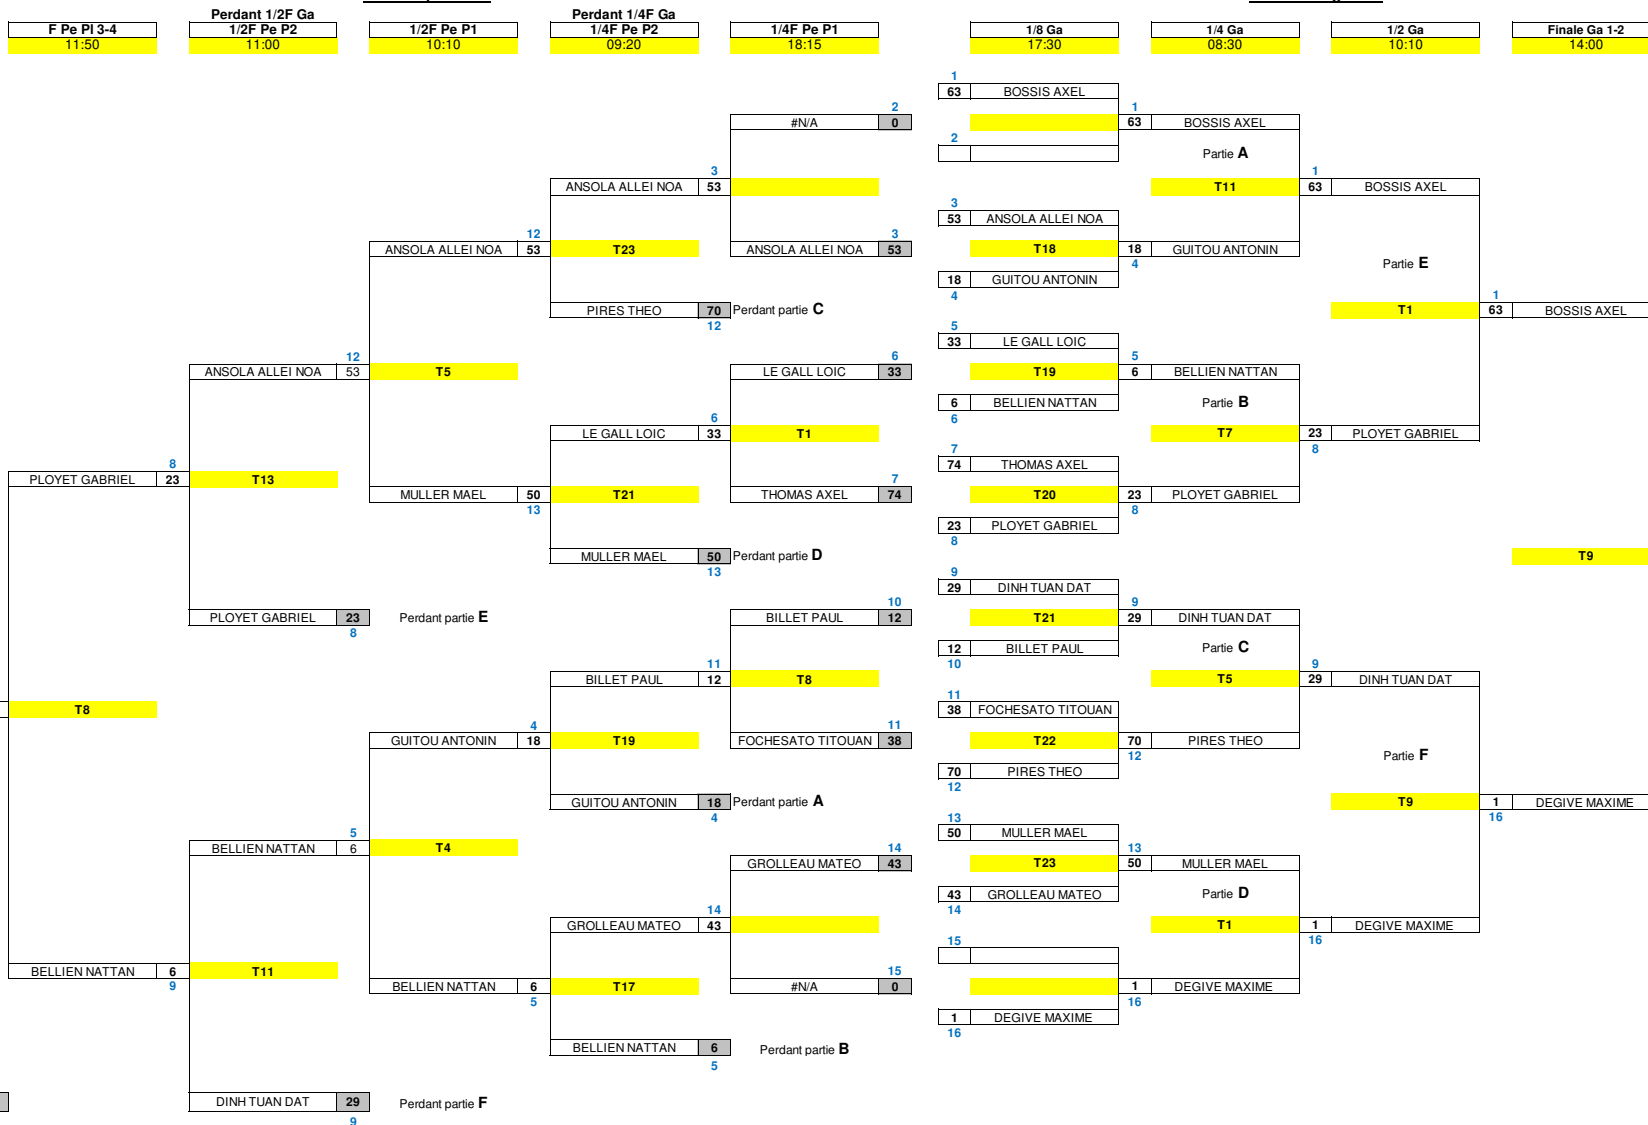 Perdant 1/2F Ga
Perdant 1/4F Ga
F Pe Pl 3-4
1/2F Pe P2
1/2F Pe P1
1/4F Pe P2
1/4F Pe P1
1/8 Ga
1/4 Ga
1/2 Ga
Finale Ga 1-2
11:50
11:00
10:10
09:20
18:15
17:30
08:30
10:10
14:00
1
63 BOSSIS AXEL
2
1
#N/A 0
63 BOSSIS AXEL
2
Partie A
3
1
ANSOLA ALLEI NOA 53
T11
63 BOSSIS AXEL
3
53 ANSOLA ALLEI NOA
12
3
ANSOLA ALLEI NOA 53
T23
ANSOLA ALLEI NOA 53
T18
18 GUITOU ANTONIN
4
Partie E
18 GUITOU ANTONIN
4
1
PIRES THEO 70 Perdant partie C
T1
63 BOSSIS AXEL
12
5
33 LE GALL LOIC
12
6
5
ANSOLA ALLEI NOA 53
T5
LE GALL LOIC 33
T19
6 BELLIEN NATTAN
6 BELLIEN NATTAN
Partie B
6
6
LE GALL LOIC 33
T1
T7
23 PLOYET GABRIEL
7
8
8
74 THOMAS AXEL
PLOYET GABRIEL 23
T13
7
MULLER MAEL 50
T21
THOMAS AXEL 74
T20
23 PLOYET GABRIEL
13
8
23 PLOYET GABRIEL
8
MULLER MAEL 50 Perdant partie D
T9
13
9
29 DINH TUAN DAT
10
9
PLOYET GABRIEL 23 Perdant partie E
BILLET PAUL 12
T21
29 DINH TUAN DAT
8
12 BILLET PAUL
Partie C
10
11
9
BILLET PAUL 12
T8
T5
29 DINH TUAN DAT
11
T8
38 FOCHESATO TITOUAN
4
11
GUITOU ANTONIN 18
T19
FOCHESATO TITOUAN 38
T22
70 PIRES THEO
12
Partie F
70 PIRES THEO
12
GUITOU ANTONIN 18 Perdant partie A
T9
1 DEGIVE MAXIME
4
16
13
50 MULLER MAEL
5
14
13
BELLIEN NATTAN 6
T4
GROLLEAU MATEO 43
T23
50 MULLER MAEL
43 GROLLEAU MATEO
Partie D
14
14
GROLLEAU MATEO 43
T1
1 DEGIVE MAXIME
15
16
BELLIEN NATTAN 6
T11
15
9
BELLIEN NATTAN 6
T17
#N/A 0
1 DEGIVE MAXIME
5
16
1 DEGIVE MAXIME
16
BELLIEN NATTAN 6 Perdant partie B
5
DINH TUAN DAT 29 Perdant partie F
9